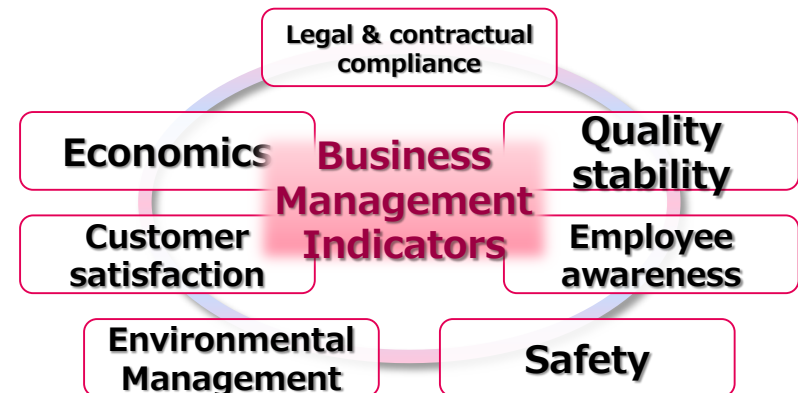 Legal & contractual
compliance
Economics
Business
Management
Indicators
Quality
stability
Customer
satisfaction
Employee
awareness
Environmental
Management
Safety